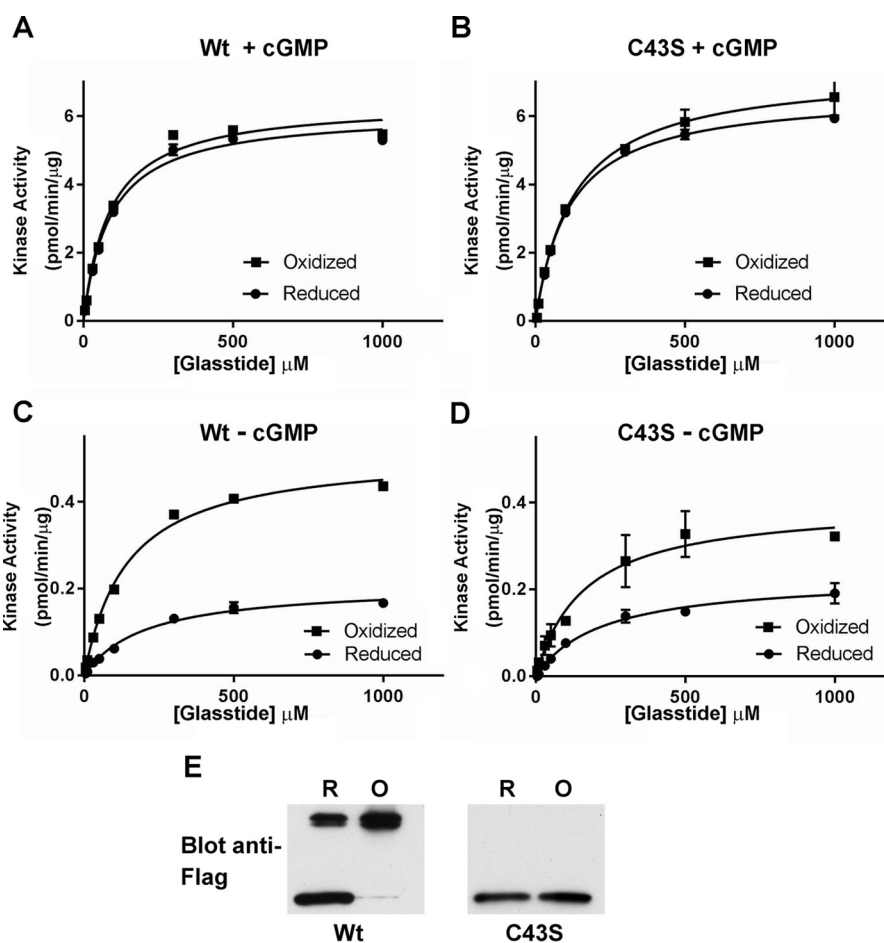 A
Wt + cGMP
Kinase Activity
(pmol/min/µg)
6
4
2
0
0
500
1000
Oxidized
Reduced
[Glasstide] µM
B
C43S + cGMP
Kinase Activity
(pmol/min/µg)
6
4
2
0
0
500
1000
Oxidized
Reduced
[Glasstide] µM
C
Wt - cGMP
Kinase Activity
(pmol/min/µg)
0.4
0.2
0.0
0
500
1000
Oxidized
Reduced
[Glasstide] µM
D
C43S - cGMP
Kinase Activity
(pmol/min/µg)
0.4
0.2
0.0
0
500
1000
Oxidized
Reduced
[Glasstide] µM
E
R O
R O
Blot anti-
Flag
Wt
C43S